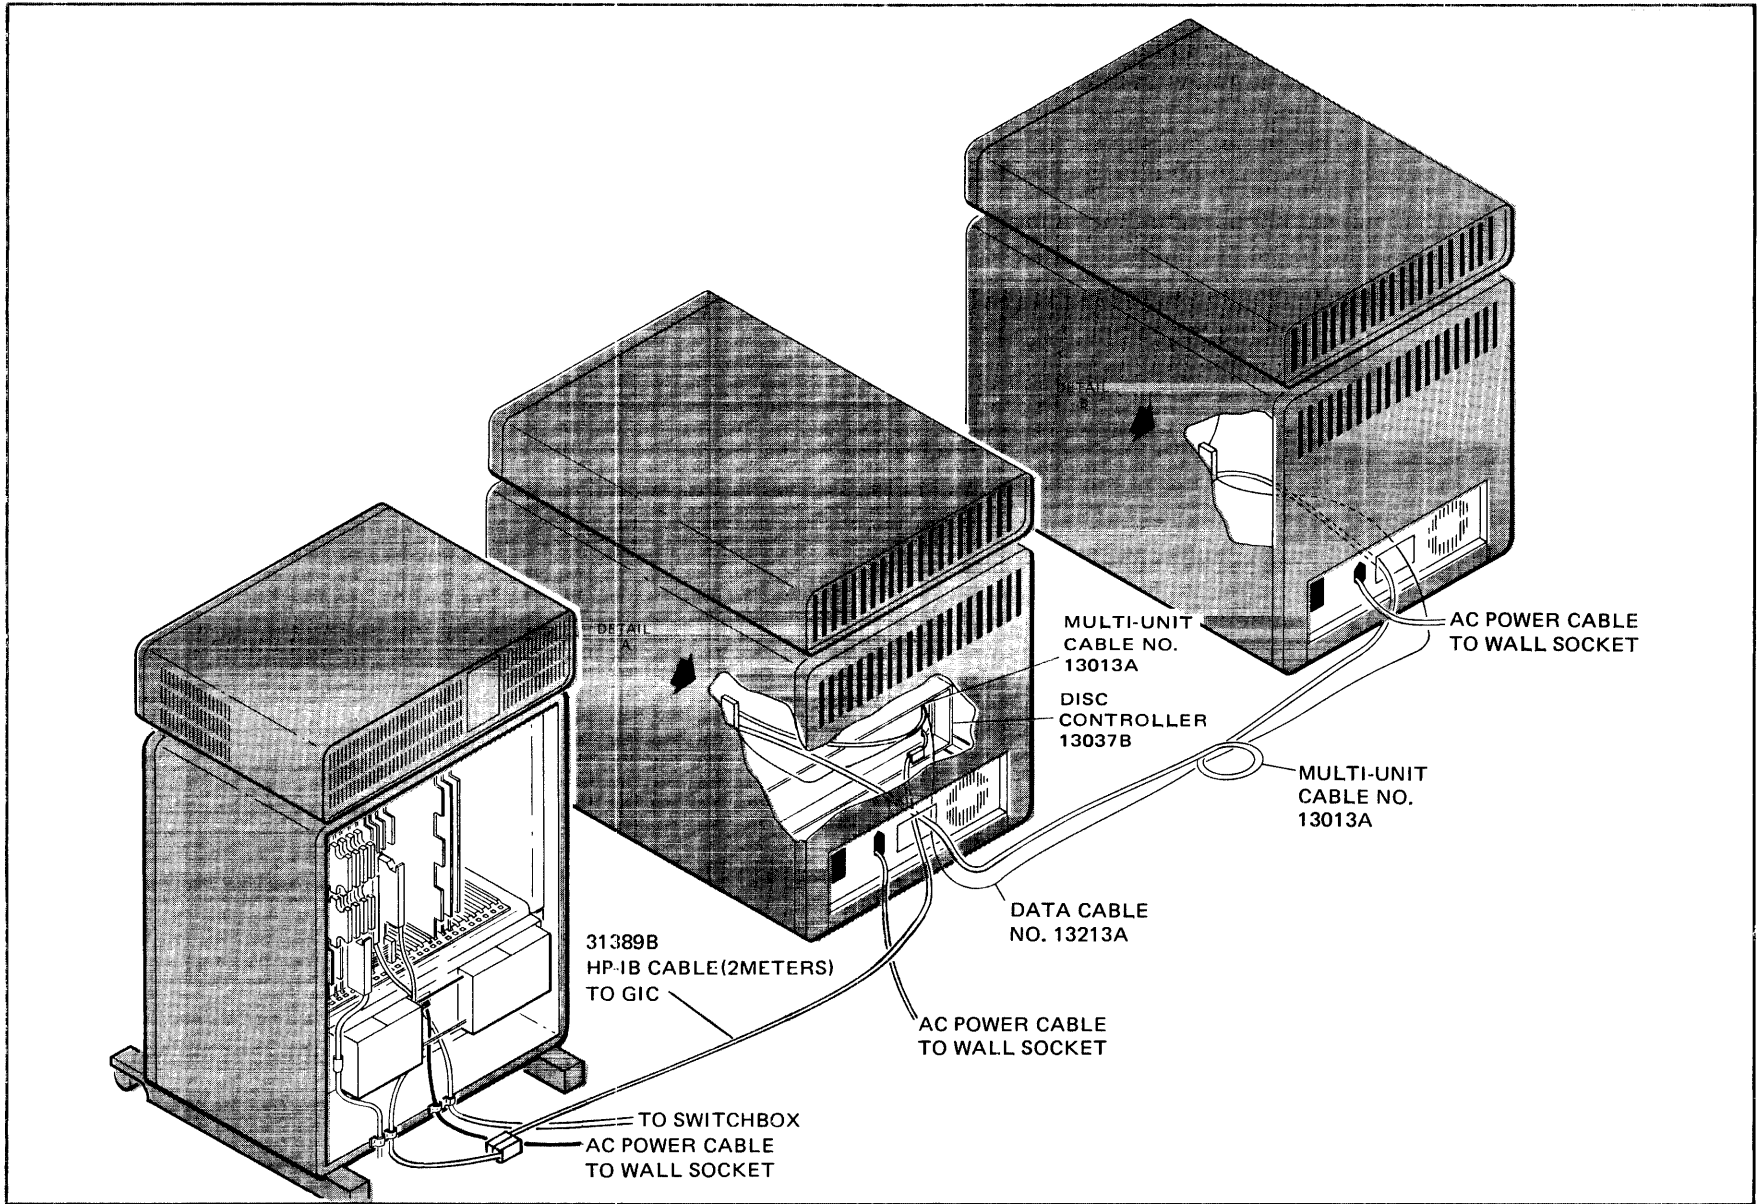 DETAIL
B
AC POWER CABLE
TO WALL SOCKET
MULTI-UNIT
CABLE NO.
13013A
DETAIL
A
DISC
CONTROLLER
13037B
MULTI-UNIT
CABLE NO.
13013A
DATA CABLE
NO. 13213A
31389B
HP-IB CABLE(2METERS)
TO GIC
AC POWER CABLE
TO WALL SOCKET
TO SWITCHBOX
AC POWER CABLE
TO WALL SOCKET